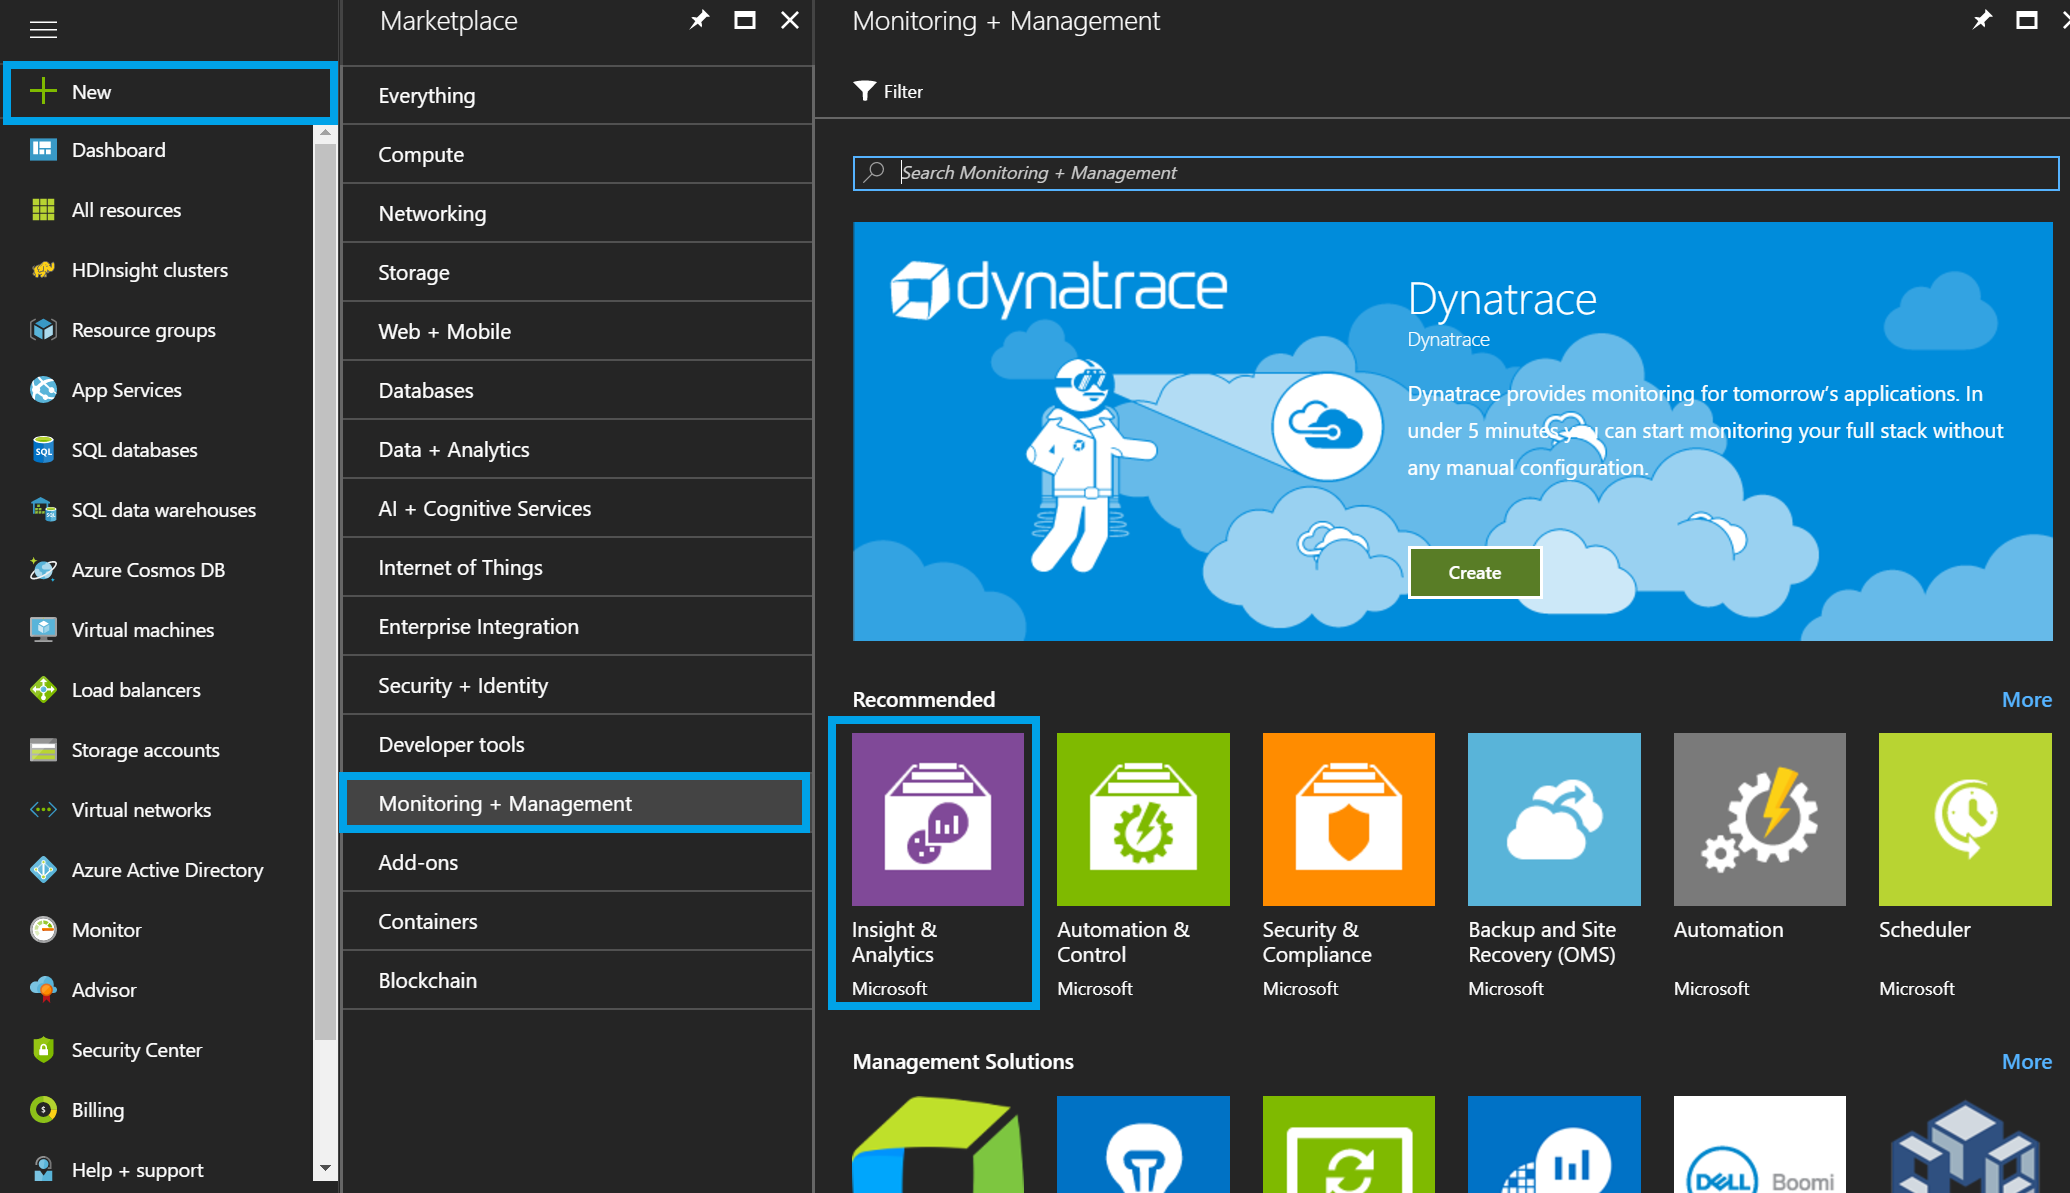 New
Dashboard
All resources
HDInsight clusters
Resource groups
App Services
SQL databases
SQL
SQL data warehouses
Azure Cosmos DB
Virtual machines
Load balancers
Storage accounts
Virtual networks
Azure Active Directory
Monitor
Advisor
Security Center
Billing
Help + support
Marketplace
Everything
Compute
Networking
Storage
Web + Mobile
Databases
Data + Analytics
AI + Cognitive Services
Internet of Things
Enterprise Integration
Security + Identity
Developer tools
Monitoring + Management
Add-ons
Containers
Blockchain
Monitoring + Management
Filter
Search Monitoring + Management
dynatrace
Dynatrace
Dynatrace
Dynatrace provides monitoring for tomorrow’s applications. In
under 5 minutes you can start monitoring your full stack without
any manual configuration.
Create
Recommended
More
Insight &
Analytics
Microsoft
Automation &
Control
Microsoft
Security &
Compliance
Microsoft
Backup and Site
Recovery (OMS)
Microsoft
Automation
Microsoft
Scheduler
Microsoft
Management Solutions
More
DELL Boomi